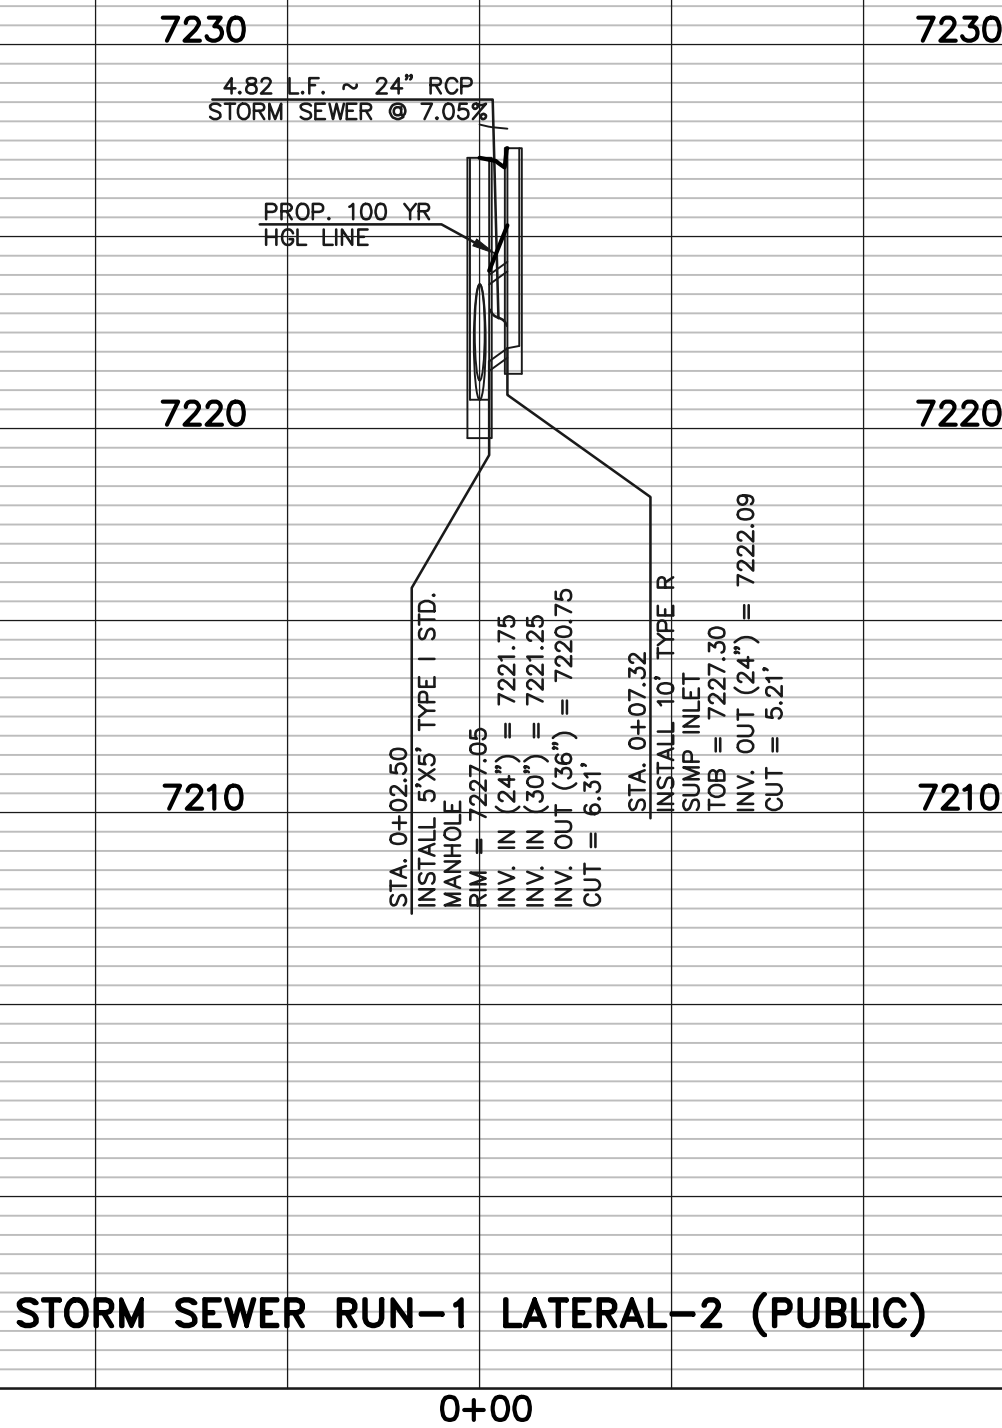 7230
7230
4.82 L.F. ~ 24" RCP
STORM SEWER @ 7.05%
PROP. 100 YR
HGL LINE
7220
7220
STA. 0+02.50
INSTALL 5'X5' TYPE I STD.
MANHOLE
RIM = 7227.05
INV. IN (24") = 7221.75
INV. IN (30") = 7221.25
INV. OUT (36") = 7220.75
CUT = 6.31'
STA. 0+07.32
INSTALL 10' TYPE R
SUMP INLET
TOB = 7227.30
INV. OUT (24") = 7222.09
CUT = 5.21'
7210
7210
STORM SEWER RUN-1 LATERAL-2 (PUBLIC)
0+00